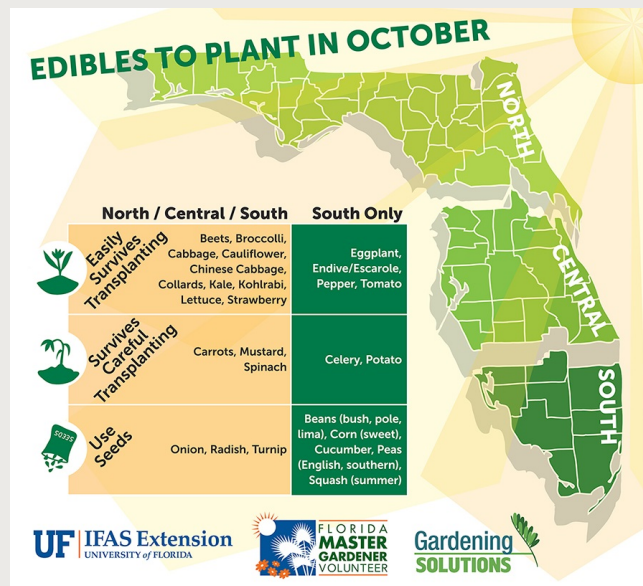 EDIBLES TO PLANT IN OCTOBER
NORTH
CENTRAL
SOUTH
North / Central / South
South Only
Easily
Survives
Transplanting
Beets, Broccolli,
Cabbage, Cauliflower,
Chinese Cabbage,
Collards, Kale, Kohlrabi,
Lettuce, Strawberry
Eggplant,
Endive/Escarole,
Pepper, Tomato
Survives
Careful
Transplanting
Carrots, Mustard,
Spinach
Celery, Potato
SEEDS
Use
Seeds
Onion, Radish, Turnip
Beans (bush, pole,
lima), Corn (sweet),
Cucumber, Peas
(English, southern),
Squash (summer)
UF IFAS Extension
UNIVERSITY of FLORIDA
FLORIDA
MASTER
GARDENER
VOLUNTEER
Gardening
SOLUTIONS